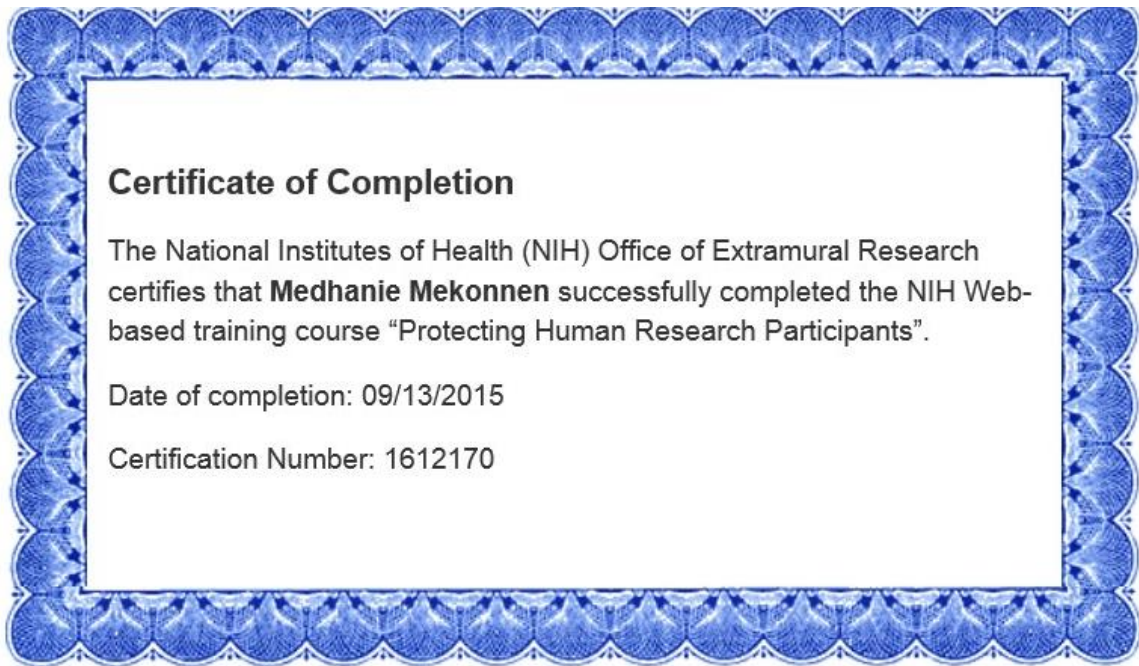 Certificate of Completion
The National Institutes of Health (NIH) Office of Extramural Research
certifies that Medhanie Mekonnen successfully completed the NIH Web-
based training course “Protecting Human Research Participants”.
Date of completion: 09/13/2015
Certification Number: 1612170